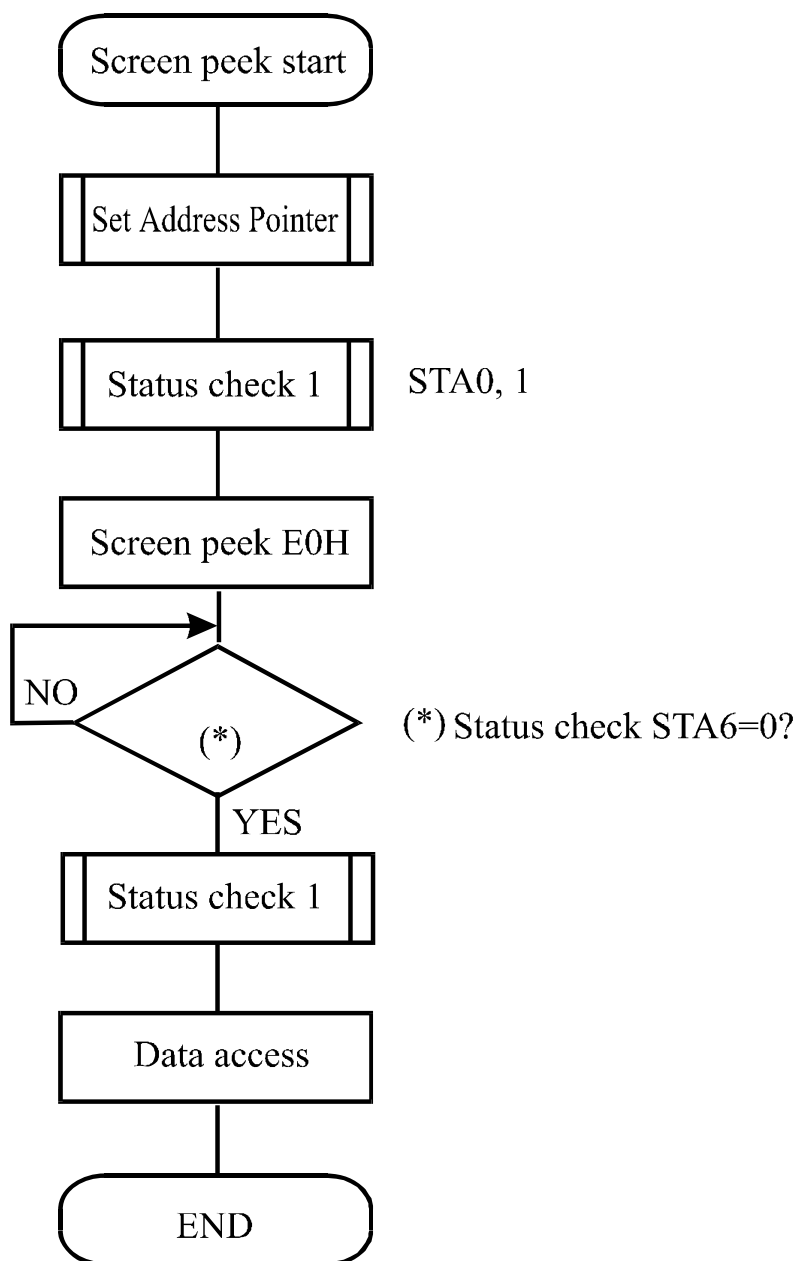 Screen peek start
Set Address Pointer
Status check 1
STA0, 1
Screen peek E0H
NO
(*)
(*) Status check STA6=0?
YES
Status check 1
Data access
END